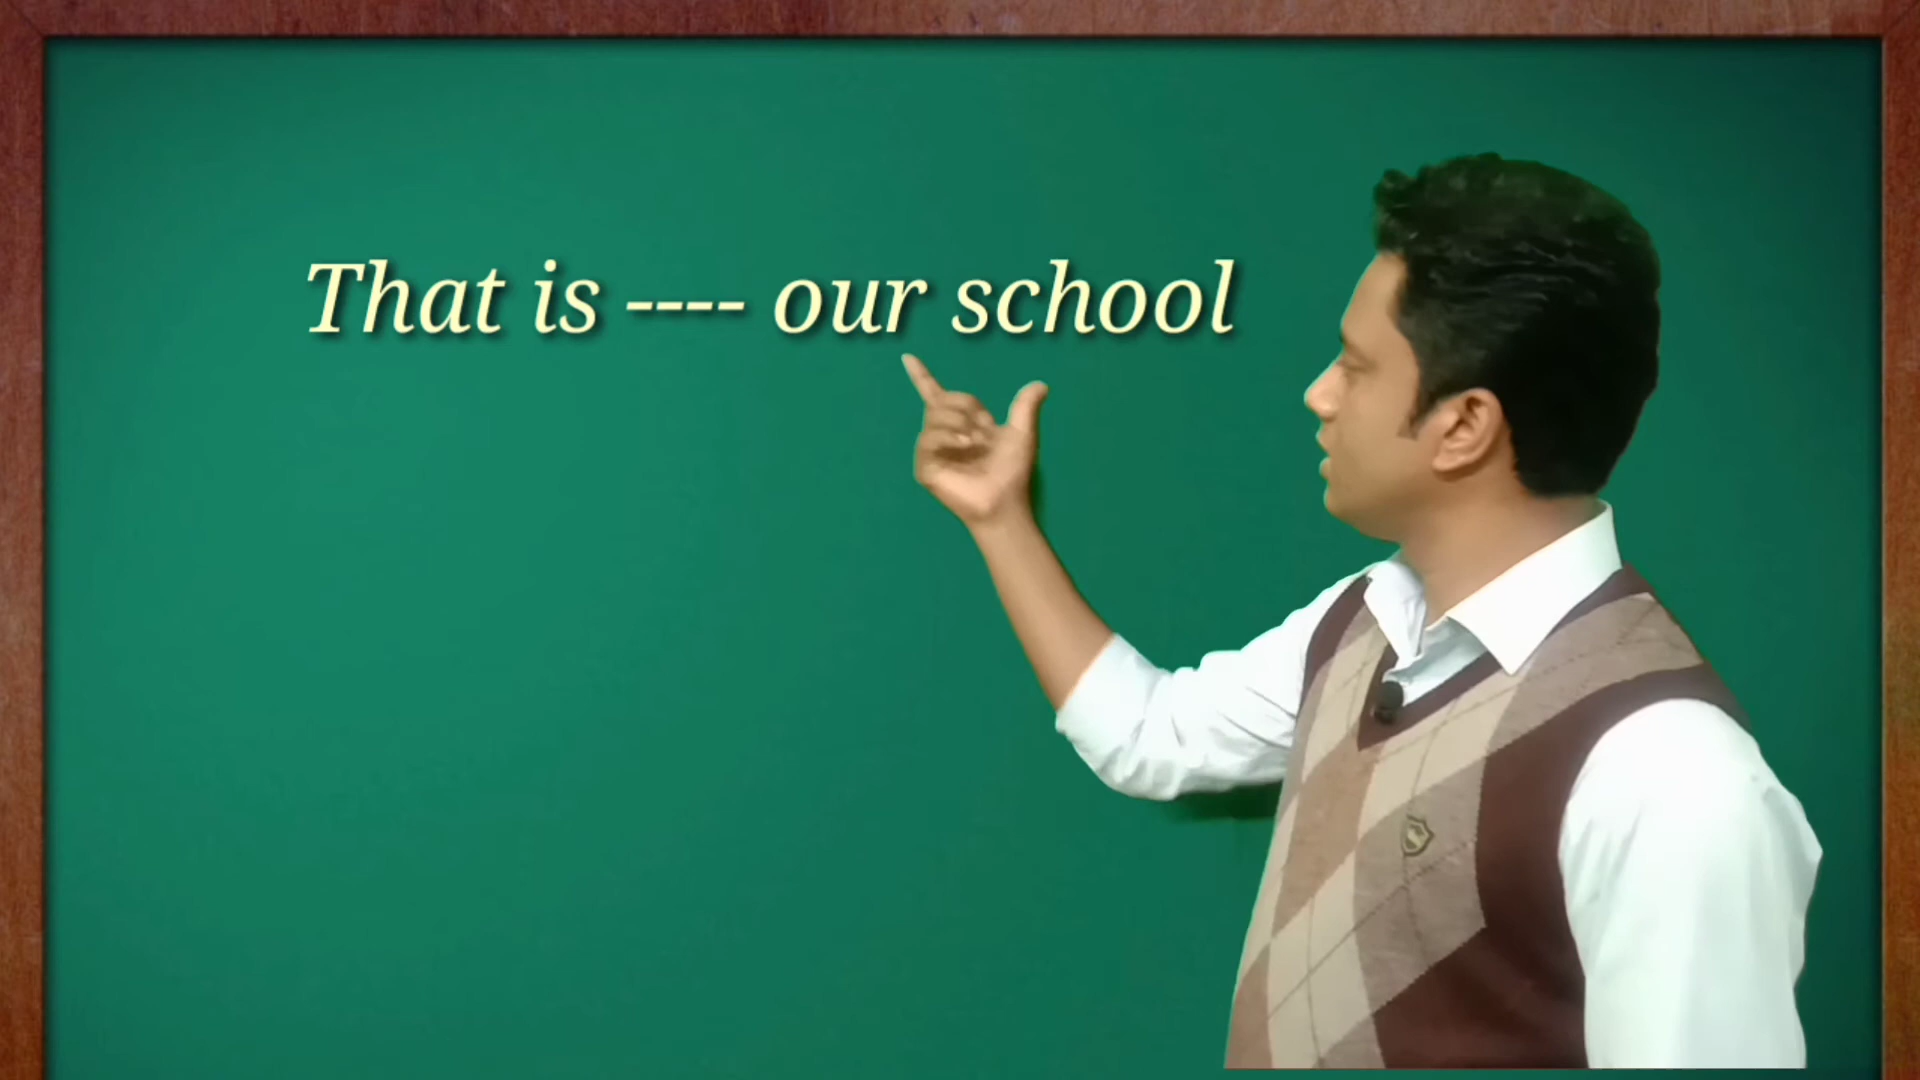 That is ---- our school